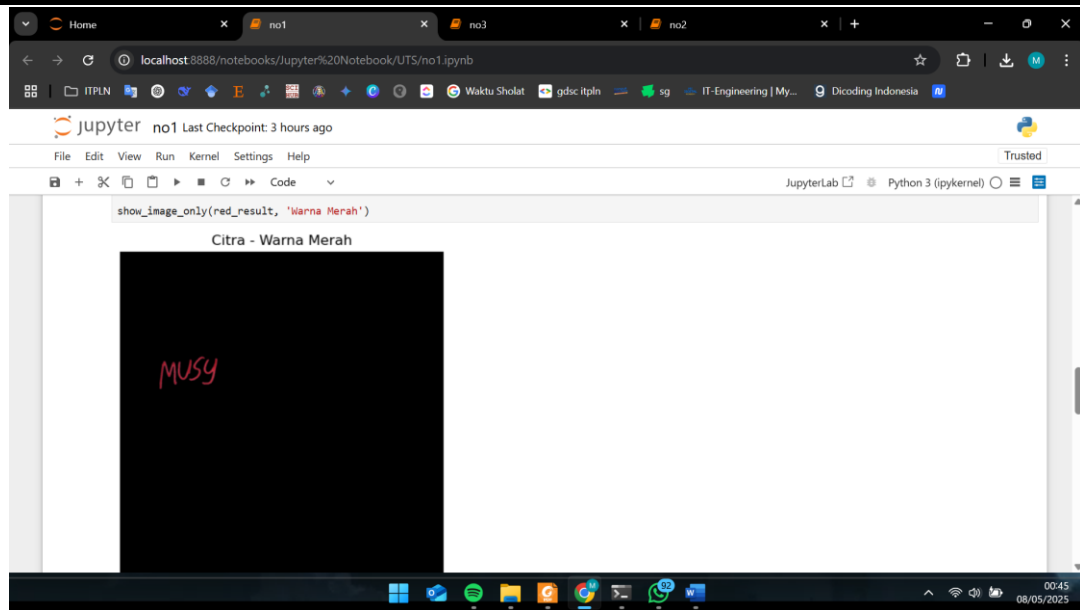 Home
no1
no3
no2
localhost:8888/notebooks/Jupyter%20Notebook/UTS/no1.ipynb
M
ITPLN
Waktu Sholat
gdsc itpln
sg
IT-Engineering | My...
Dicoding Indonesia
jupyter no1 Last Checkpoint: 3 hours ago
File Edit View Run Kernel Settings Help
Trusted
Code
JupyterLab
Python 3 (ipykernel)
show_image_only(red_result, 'Warna Merah')
Citra - Warna Merah
MUSY
92
00:45
08/05/2025